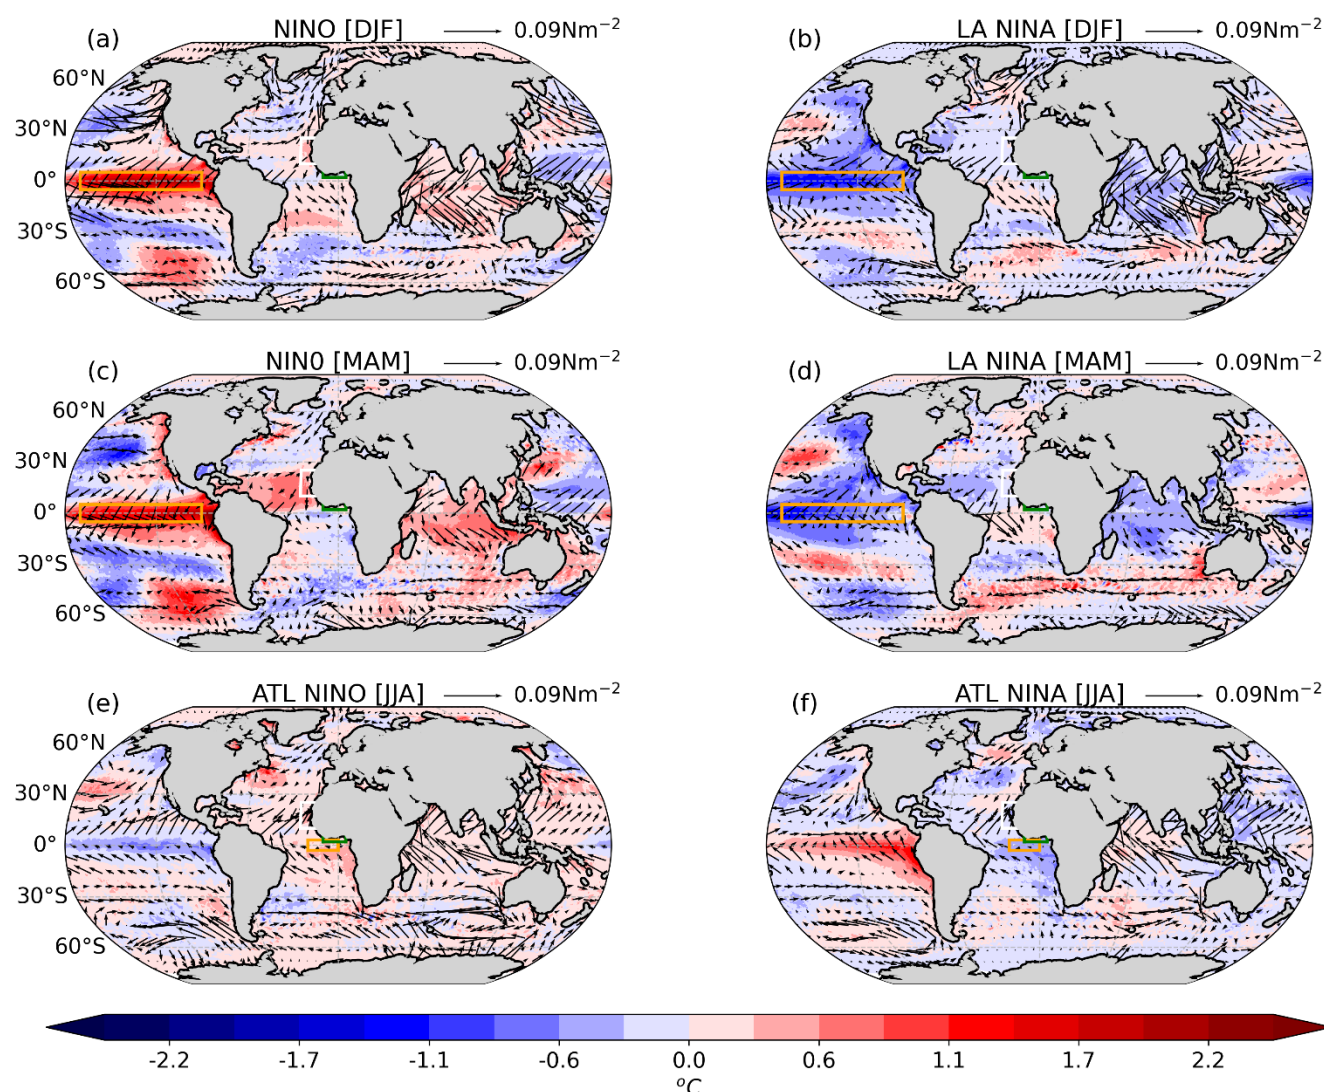 (a) NINO [DJF] 0.09Nm⁻²
(b) LA NINA [DJF] 0.09Nm⁻²
60°N
30°N
0°
30°S
60°S
(c) NIN0 [MAM] 0.09Nm⁻²
(d) LA NINA [MAM] 0.09Nm⁻²
60°N
30°N
0°
30°S
60°S
(e) ATL NINO [JJA] 0.09Nm⁻²
(f) ATL NINA [JJA] 0.09Nm⁻²
60°N
30°N
0°
30°S
60°S
-2.2 -1.7 -1.1 -0.6 0.0 0.6 1.1 1.7 2.2
°C